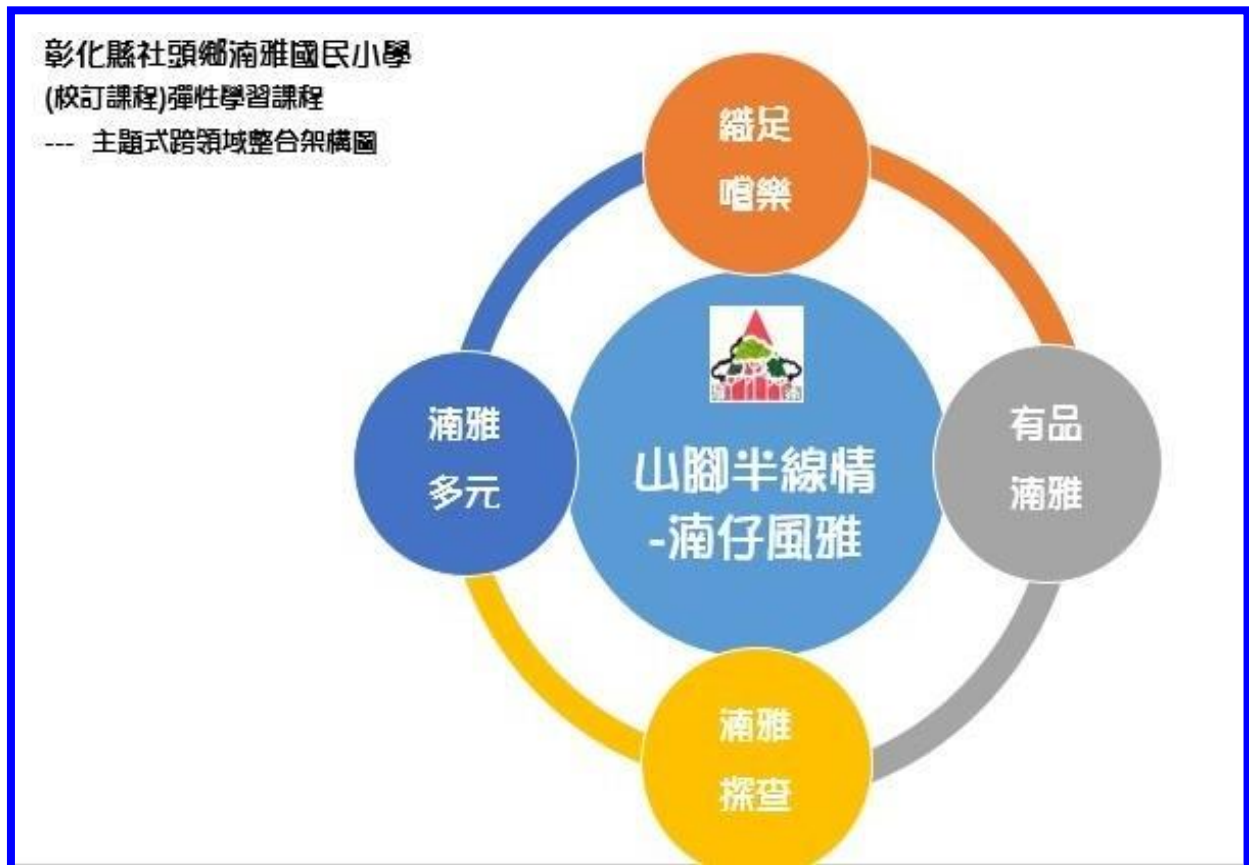 彰化縣社頭鄉湳雅國民小學
(校訂課程)彈性學習課程
--- 主題式跨領域整合架構圖
織足
嚐樂
有品
湳雅
湳雅
多元
山腳半線情
-湳仔風雅
湳雅
探查